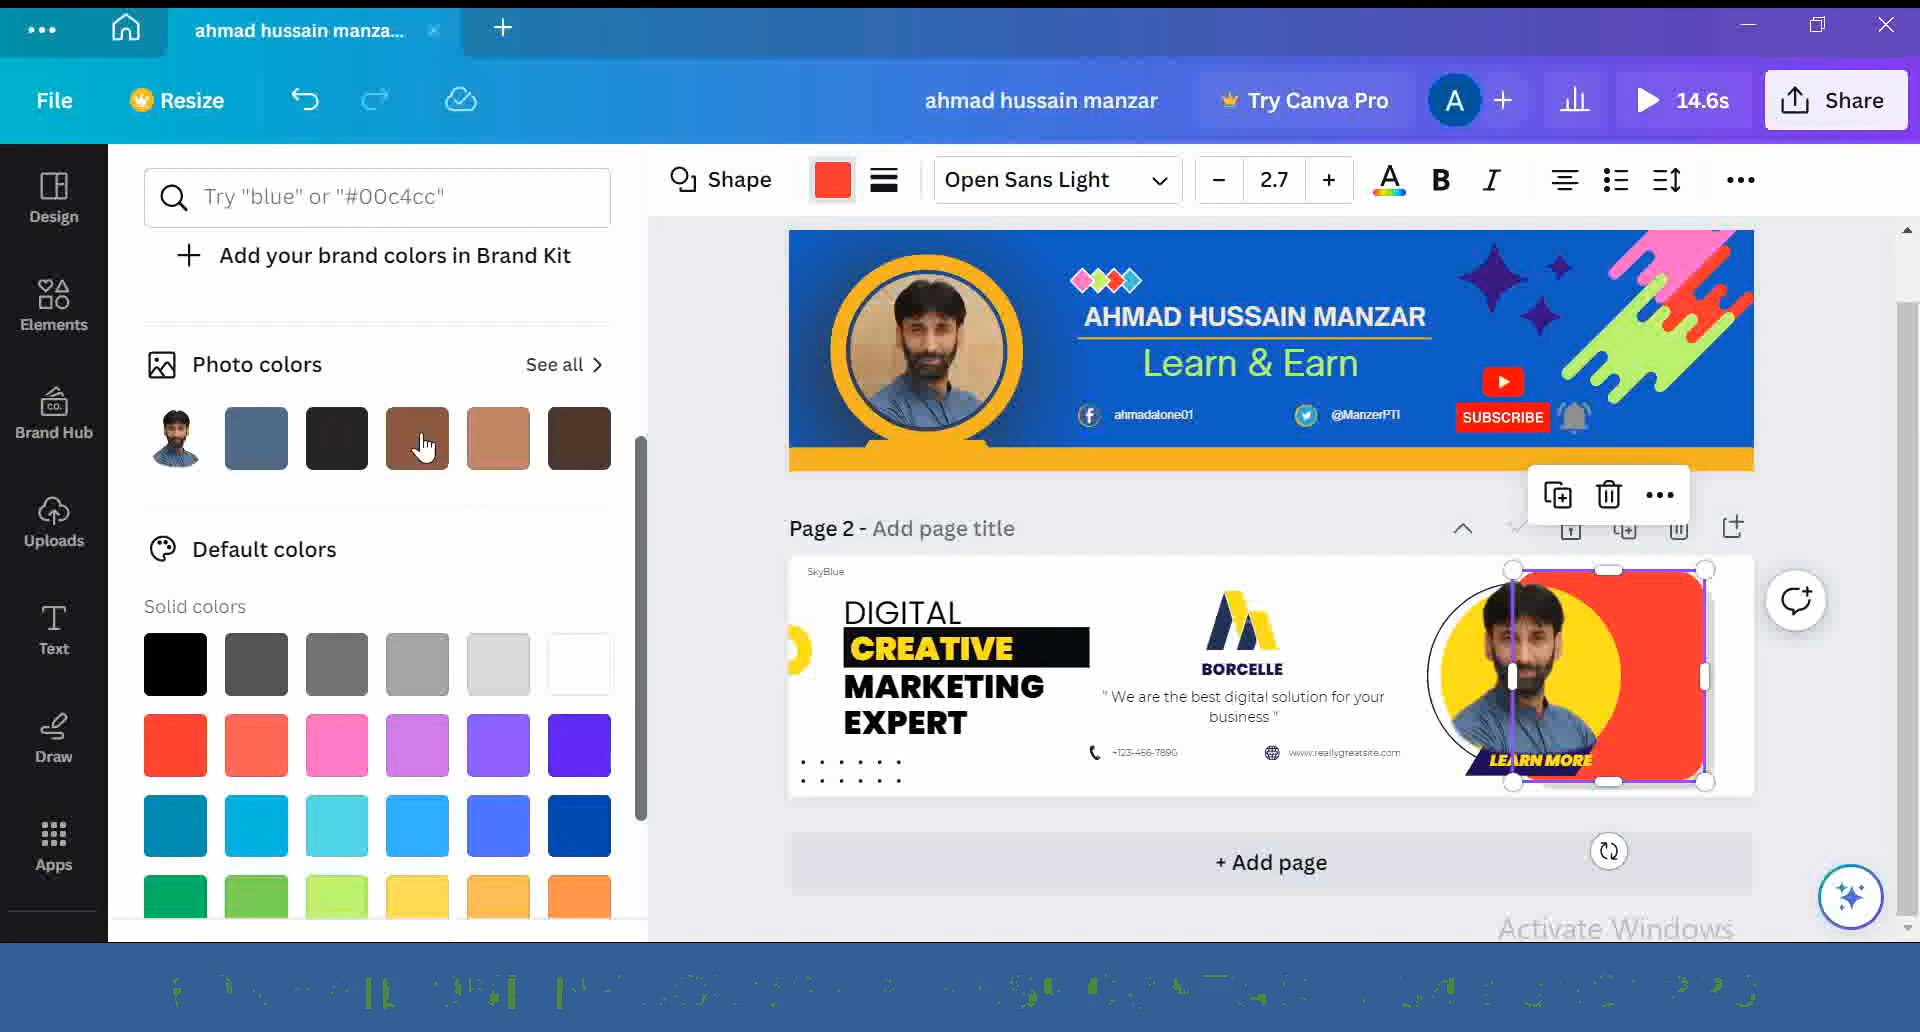 ahmad hussain manza...
File
Resize
ahmad hussain manzar
Try Canva Pro
A
14.6s
Share
Design
Elements
CO.
Brand Hub
Uploads
Text
Draw
Apps
Try "blue" or "#00c4cc"
Add your brand colors in Brand Kit
Photo colors
See all
Default colors
Solid colors
Shape
Open Sans Light
2.7
A
B
I
AHMAD HUSSAIN MANZAR
Learn & Earn
ahmadalone01
@ManzerPTI
SUBSCRIBE
Page 2 - Add page title
SkyBlue
DIGITAL
CREATIVE
MARKETING
EXPERT
BORCELLE
" We are the best digital solution for your
business "
+123-456-7890
www.reallygreatsite.com
LEARN MORE
+ Add page
Activate Windows